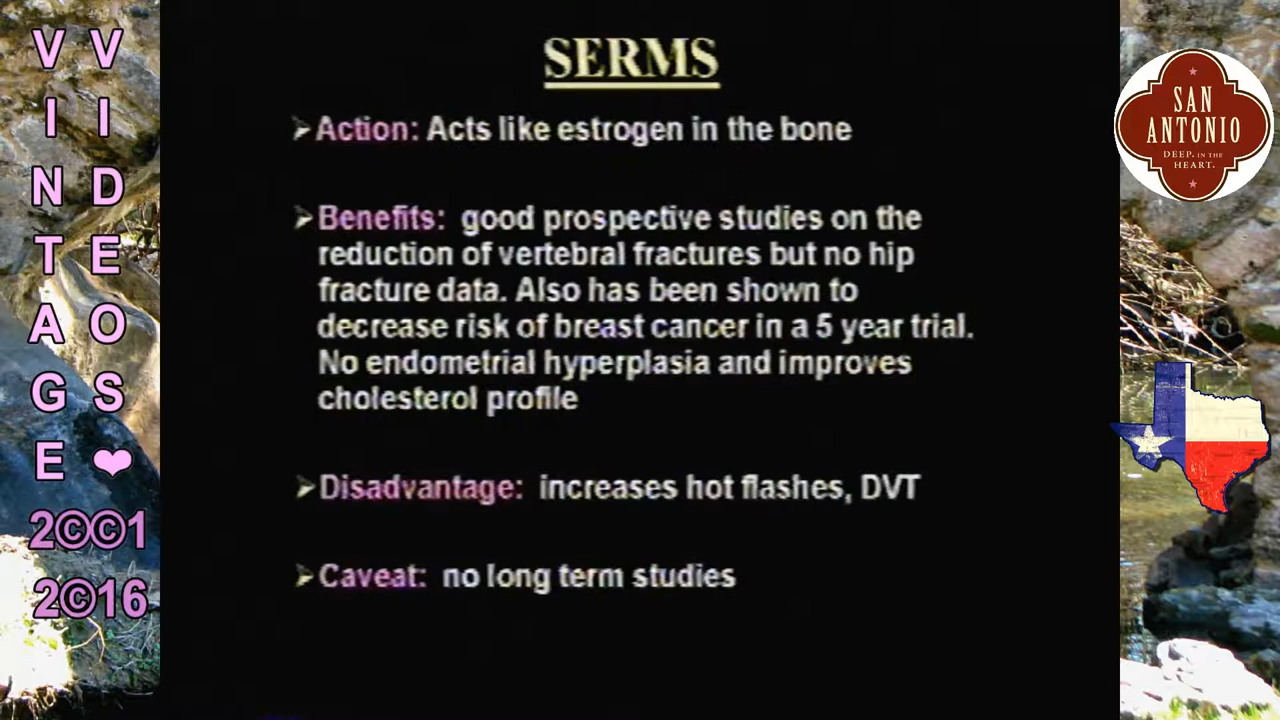 VINTAGE
VIDEOS❤
2©©1
2©16
SERMS
➢Action: Acts like estrogen in the bone
➢Benefits: good prospective studies on the
reduction of vertebral fractures but no hip
fracture data. Also has been shown to
decrease risk of breast cancer in a 5 year trial.
No endometrial hyperplasia and improves
cholesterol profile
➢Disadvantage: increases hot flashes, DVT
➢Caveat: no long term studies
SAN
ANTONIO
DEEP. IN THE
HEART.